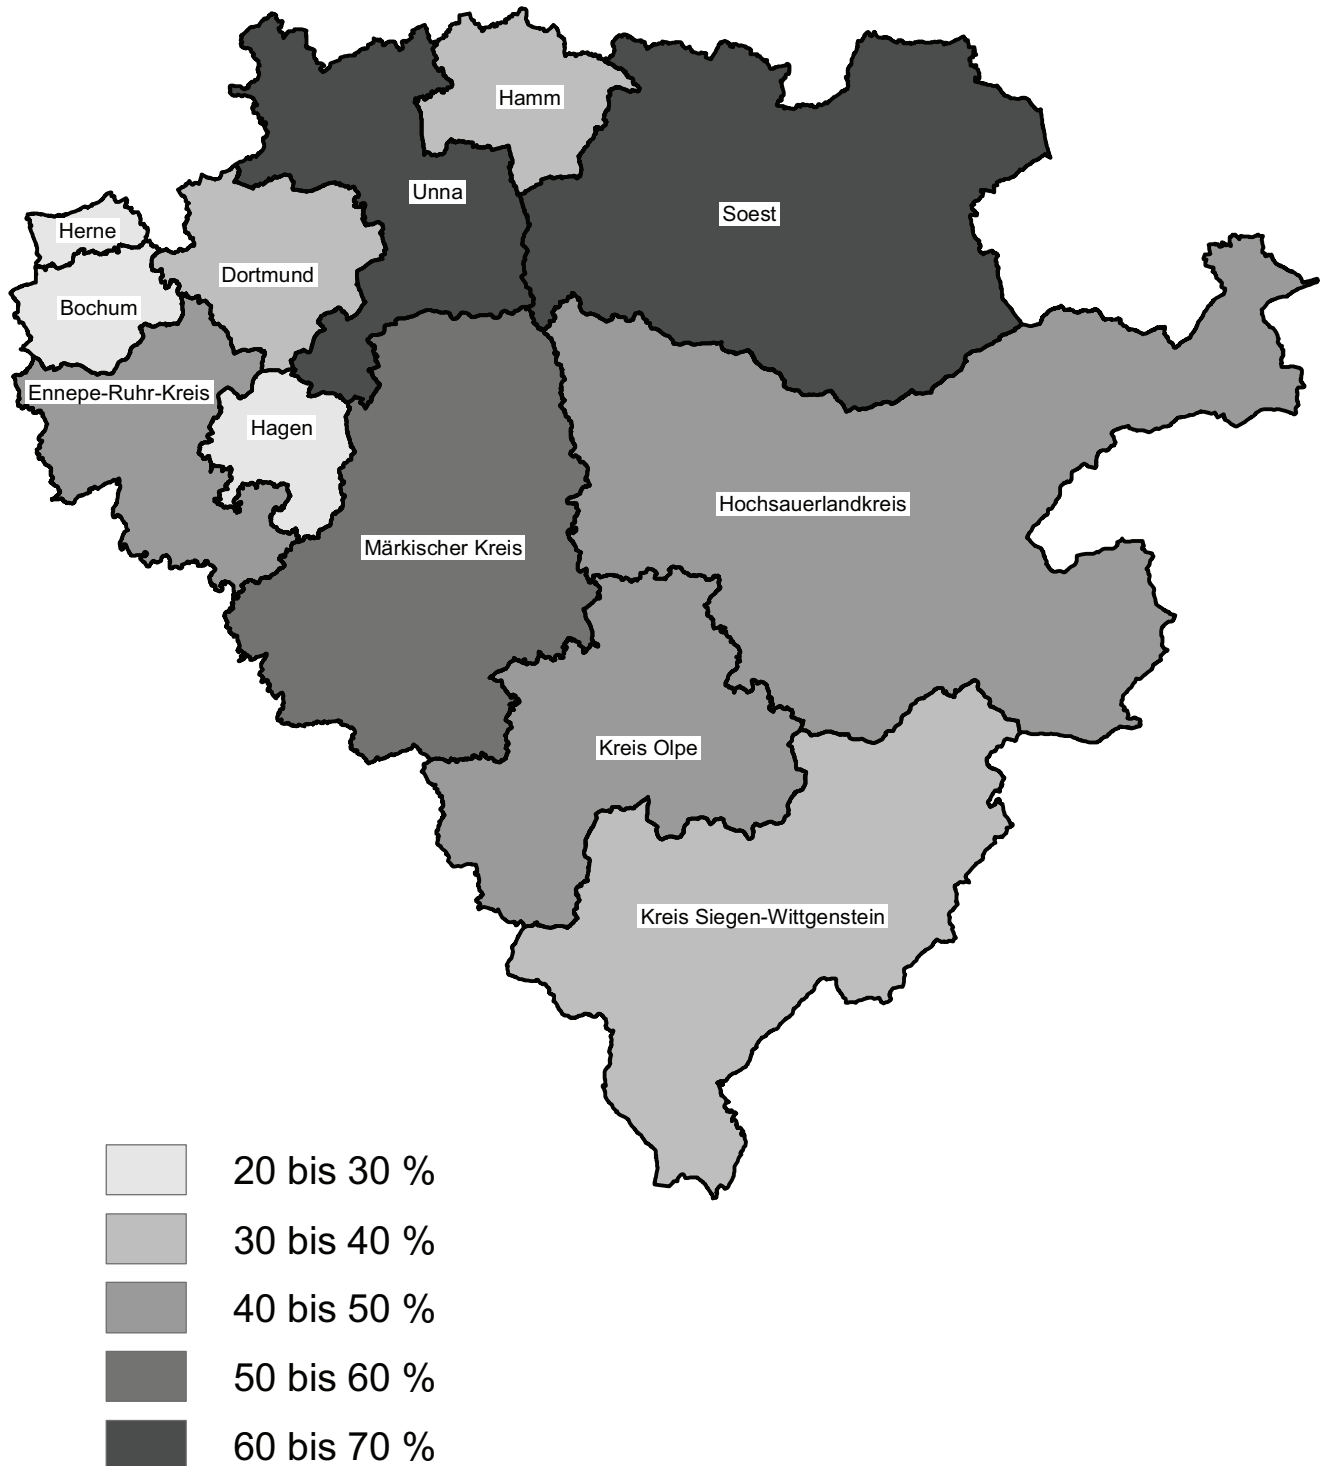 Hamm
Unna
Soest
Herne
Dortmund
Bochum
Ennepe-Ruhr-Kreis
Hagen
Hochsauerlandkreis
Märkischer Kreis
Kreis Olpe
Kreis Siegen-Wittgenstein
20 bis 30 %
30 bis 40 %
40 bis 50 %
50 bis 60 %
60 bis 70 %